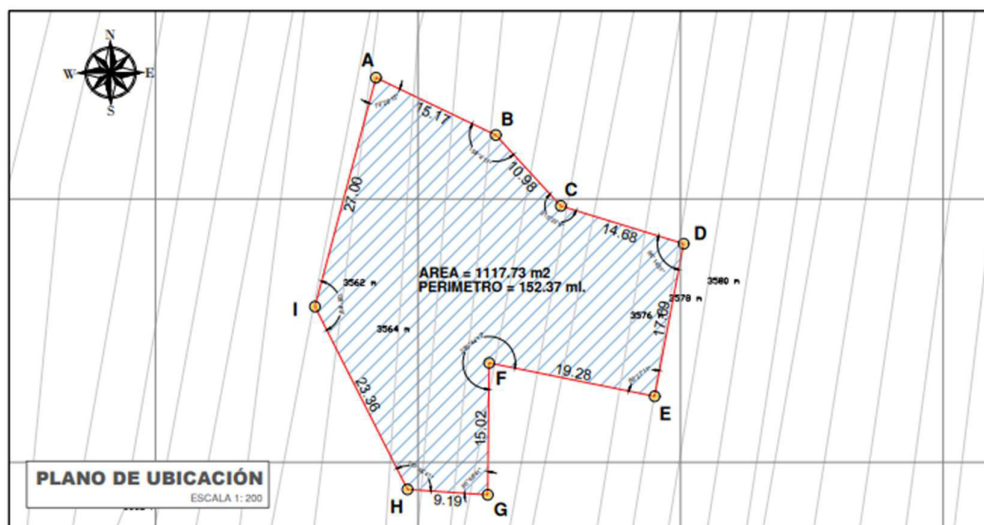 N
W E
S
A
15.17
B
10.98
C
14.68
D
27.00
AREA = 1117.73 m2
PERIMETRO = 152.37 ml.
3562 m
3580 m
3578 m
3576 m
17.09
I
3564 m
F
19.28
E
23.36
15.02
H
9.19
G
PLANO DE UBICACIÓN
ESCALA 1: 200